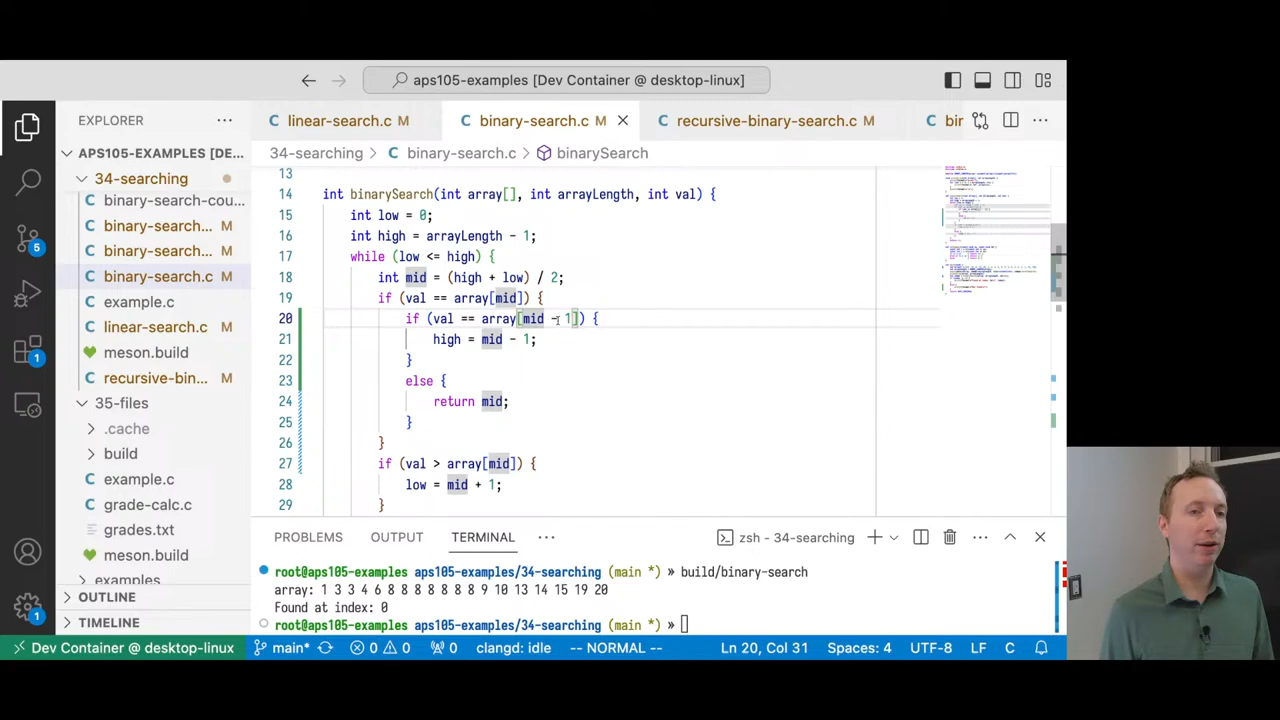 aps105-examples [Dev Container @ desktop-linux]
EXPLORER
linear-search.c M
binary-search.c M
recursive-binary-search.c M
bin
APS105-EXAMPLES [DE...
34-searching > binary-search.c > binarySearch
34-searching
binary-search-cou...
binary-search... M
binary-search... M
binary-search.c M
example.c
linear-search.c M
meson.build
recursive-bin... M
35-files
.cache
build
example.c
grade-calc.c
grades.txt
meson.build
examples
OUTLINE
TIMELINE
13
14 int binarySearch(int array[], int arrayLength, int val) {
15 int low = 0;
16 int high = arrayLength - 1;
17 while (low <= high) {
18 int mid = (high + low) / 2;
19 if (val == array[mid]) {
20 if (val == array[mid - 1]) {
21 high = mid - 1;
22 }
23 else {
24 return mid;
25 }
26 }
27 if (val > array[mid]) {
28 low = mid + 1;
29 }
PROBLEMS OUTPUT TERMINAL ... zsh - 34-searching
root@aps105-examples aps105-examples/34-searching (main *) » build/binary-search
array: 1 3 3 4 6 8 8 8 8 8 8 8 9 10 13 14 15 19 20
Found at index: 0
root@aps105-examples aps105-examples/34-searching (main *) »
5
1
1
Dev Container @ desktop-linux main* 0 0 0 clangd: idle -- NORMAL -- Ln 20, Col 31 Spaces: 4 UTF-8 LF C